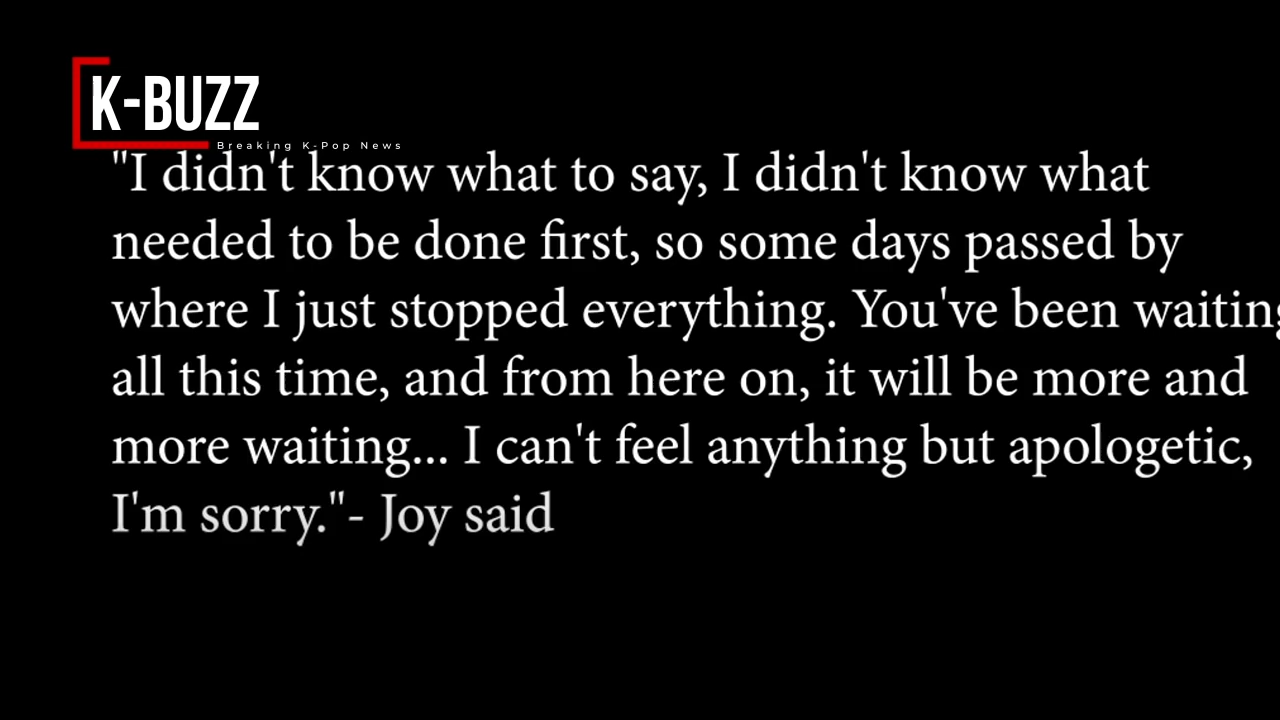 K-BUZZ
Breaking K-Pop News
"I didn't know what to say, I didn't know what
needed to be done first, so some days passed by
where I just stopped everything. You've been waiting
all this time, and from here on, it will be more and
more waiting... I can't feel anything but apologetic,
I'm sorry."- Joy said